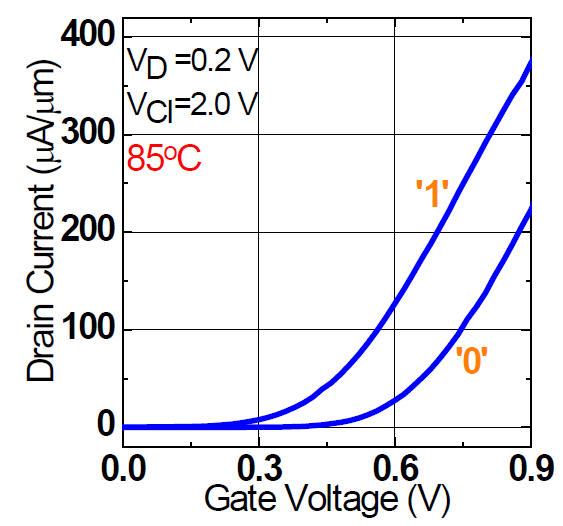 400
300
200
100
0
Drain Current (μA/μm)
V_D =0.2 V
V_CI=2.0 V
85°C
'1'
'0'
0.0 0.3 0.6 0.9
Gate Voltage (V)